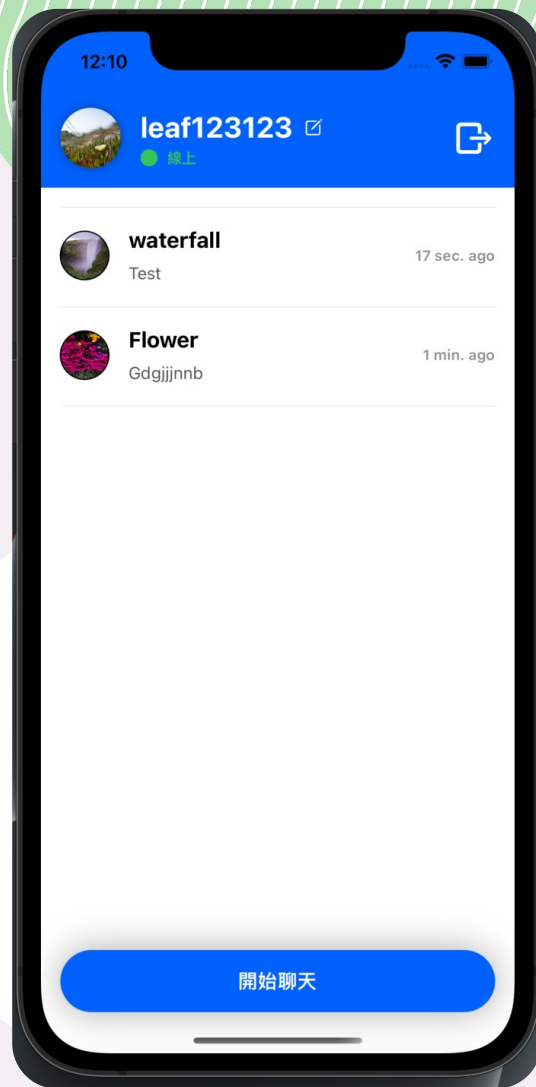 12:10
leaf123123
線上
waterfall
17 sec. ago
Test
Flower
1 min. ago
Gdgjjjnnb
開始聊天